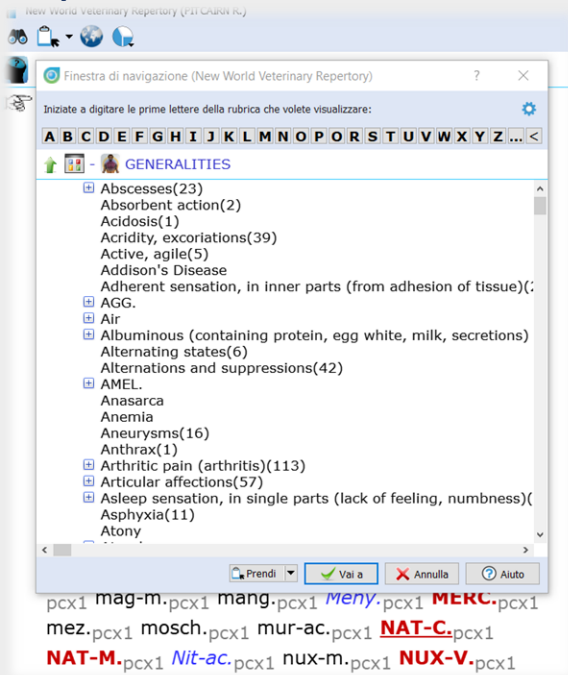 New World Veterinary Repertory (PITCAIRN R.)
Finestra di navigazione (New World Veterinary Repertory) ? ×
Iniziate a digitare le prime lettere della rubrica che volete visualizzare:
A B C D E F G H I J K L M N O P Q R S T U V W X Y Z ... <
- GENERALITIES
Abscesses(23)
Absorbent action(2)
Acidosis(1)
Acridity, excoriations(39)
Active, agile(5)
Addison's Disease
Adherent sensation, in inner parts (from adhesion of tissue)(
AGG.
Air
Albuminous (containing protein, egg white, milk, secretions)
Alternating states(6)
Alternations and suppressions(42)
AMEL.
Anasarca
Anemia
Aneurysms(16)
Anthrax(1)
Arthritic pain (arthritis)(113)
Articular affections(57)
Asleep sensation, in single parts (lack of feeling, numbness)(
Asphyxia(11)
Atony
Prendi Vai a Annulla Aiuto
pcx1 mag-m.pcx1 mang.pcx1 Meny.pcx1 MERC.pcx1
mez.pcx1 mosch.pcx1 mur-ac.pcx1 NAT-C.pcx1
NAT-M.pcx1 Nit-ac.pcx1 nux-m.pcx1 NUX-V.pcx1